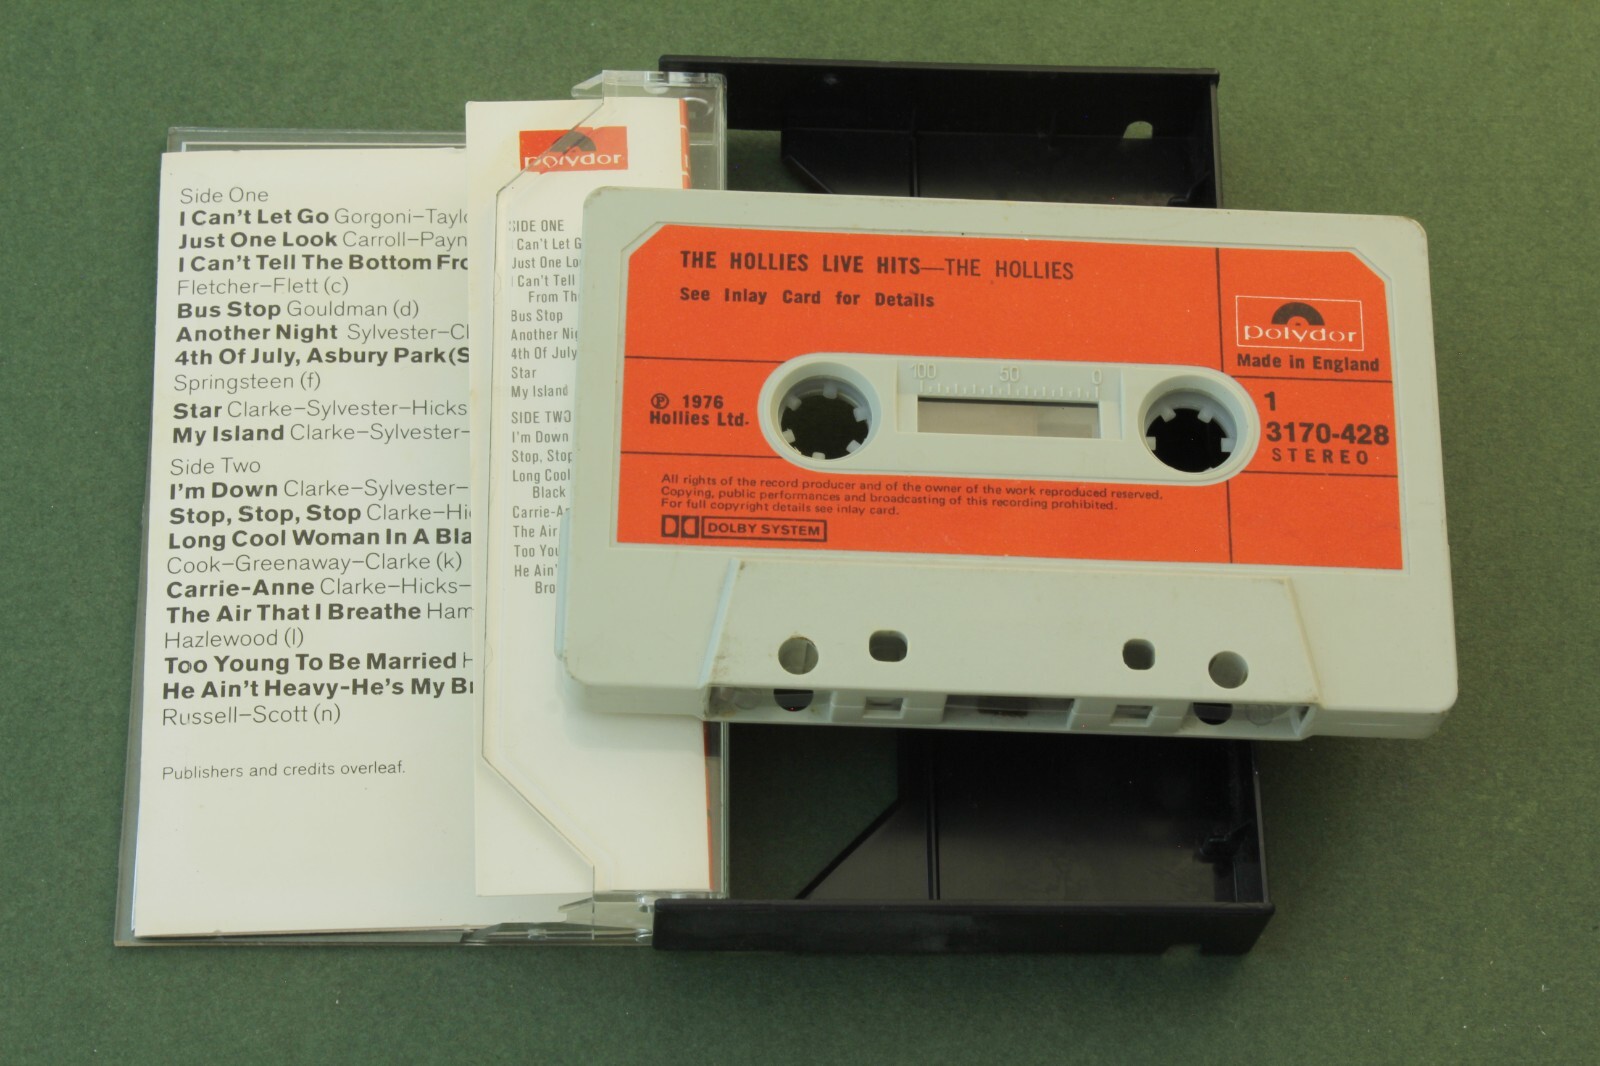 Side One
I Can't Let Go Gorgoni–Taylo
Just One Look Carroll–Payn
I Can't Tell The Bottom Fro
Fletcher–Flett (c)
Bus Stop Gouldman (d)
Another Night Sylvester–Cl
4th Of July, Asbury Park (S
Springsteen (f)
Star Clarke–Sylvester–Hicks
My Island Clarke–Sylvester–
Side Two
I'm Down Clarke–Sylvester–
Stop, Stop, Stop Clarke–Hi
Long Cool Woman In A Bla
Cook–Greenaway–Clarke (k)
Carrie-Anne Clarke–Hicks–
The Air That I Breathe Ham
Hazlewood (l)
Too Young To Be Married H
He Ain't Heavy-He's My Br
Russell–Scott (n)
Publishers and credits overleaf.
polydor
SIDE ONE
I Can't Let G
Just One Lo
I Can't Tell
From Th
Bus Stop
Another Nig
4th Of July
Star
My Island
SIDE TWO
I'm Down
Stop, Stop
Long Cool
Black
Carrie-An
The Air
Too You
He Ain'
Bro
THE HOLLIES LIVE HITS—THE HOLLIES
See Inlay Card for Details
polydor
Made in England
100 50 0
℗ 1976
Hollies Ltd.
1
3170-428
STEREO
All rights of the record producer and of the owner of the work reproduced reserved.
Copying, public performances and broadcasting of this recording prohibited.
For full copyright details see inlay card.
DOLBY SYSTEM